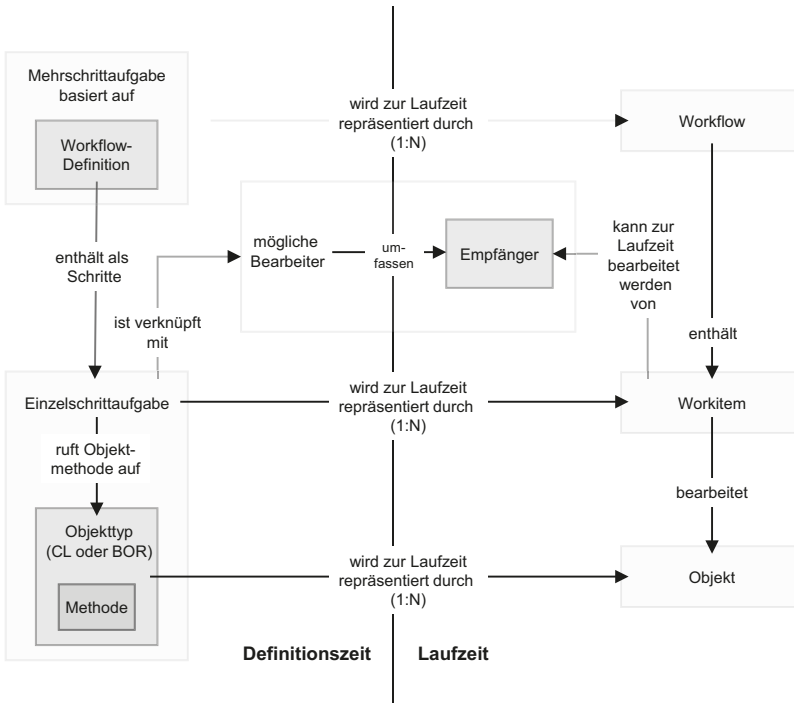 Mehrschrittaufgabe
basiert auf
Workflow-
Definition
wird zur Laufzeit
repräsentiert durch
(1:N)
Workflow
enthält als
Schritte
mögliche
Bearbeiter
um-
fassen
Empfänger
kann zur
Laufzeit
bearbeitet
werden
von
ist verknüpft
mit
enthält
Einzelschrittaufgabe
wird zur Laufzeit
repräsentiert durch
(1:N)
Workitem
ruft Objekt-
methode auf
bearbeitet
Objekttyp
(CL oder BOR)
Methode
wird zur Laufzeit
repräsentiert durch
(1:N)
Objekt
Definitionszeit
Laufzeit